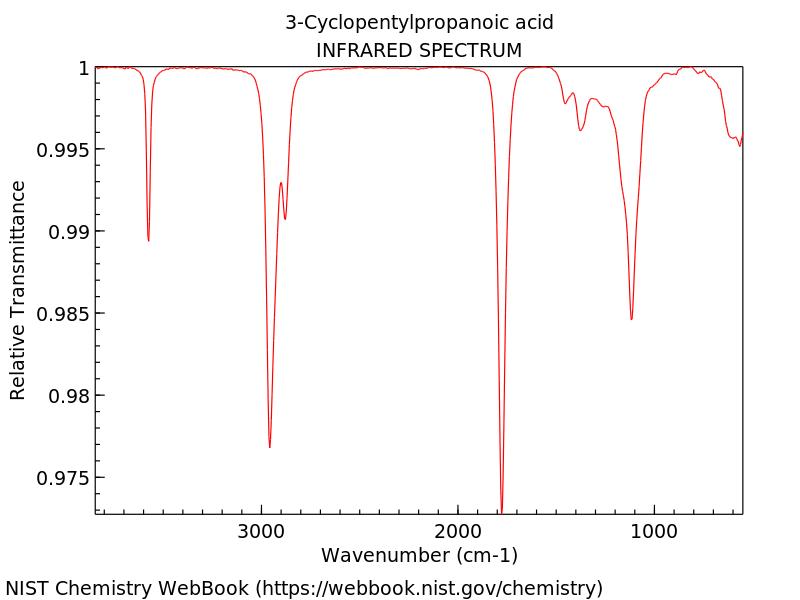 3-Cyclopentylpropanoic acid
INFRARED SPECTRUM
1
0.995
0.99
0.985
0.98
0.975
Relative Transmittance
3000 2000 1000
Wavenumber (cm-1)
NIST Chemistry WebBook (https://webbook.nist.gov/chemistry)